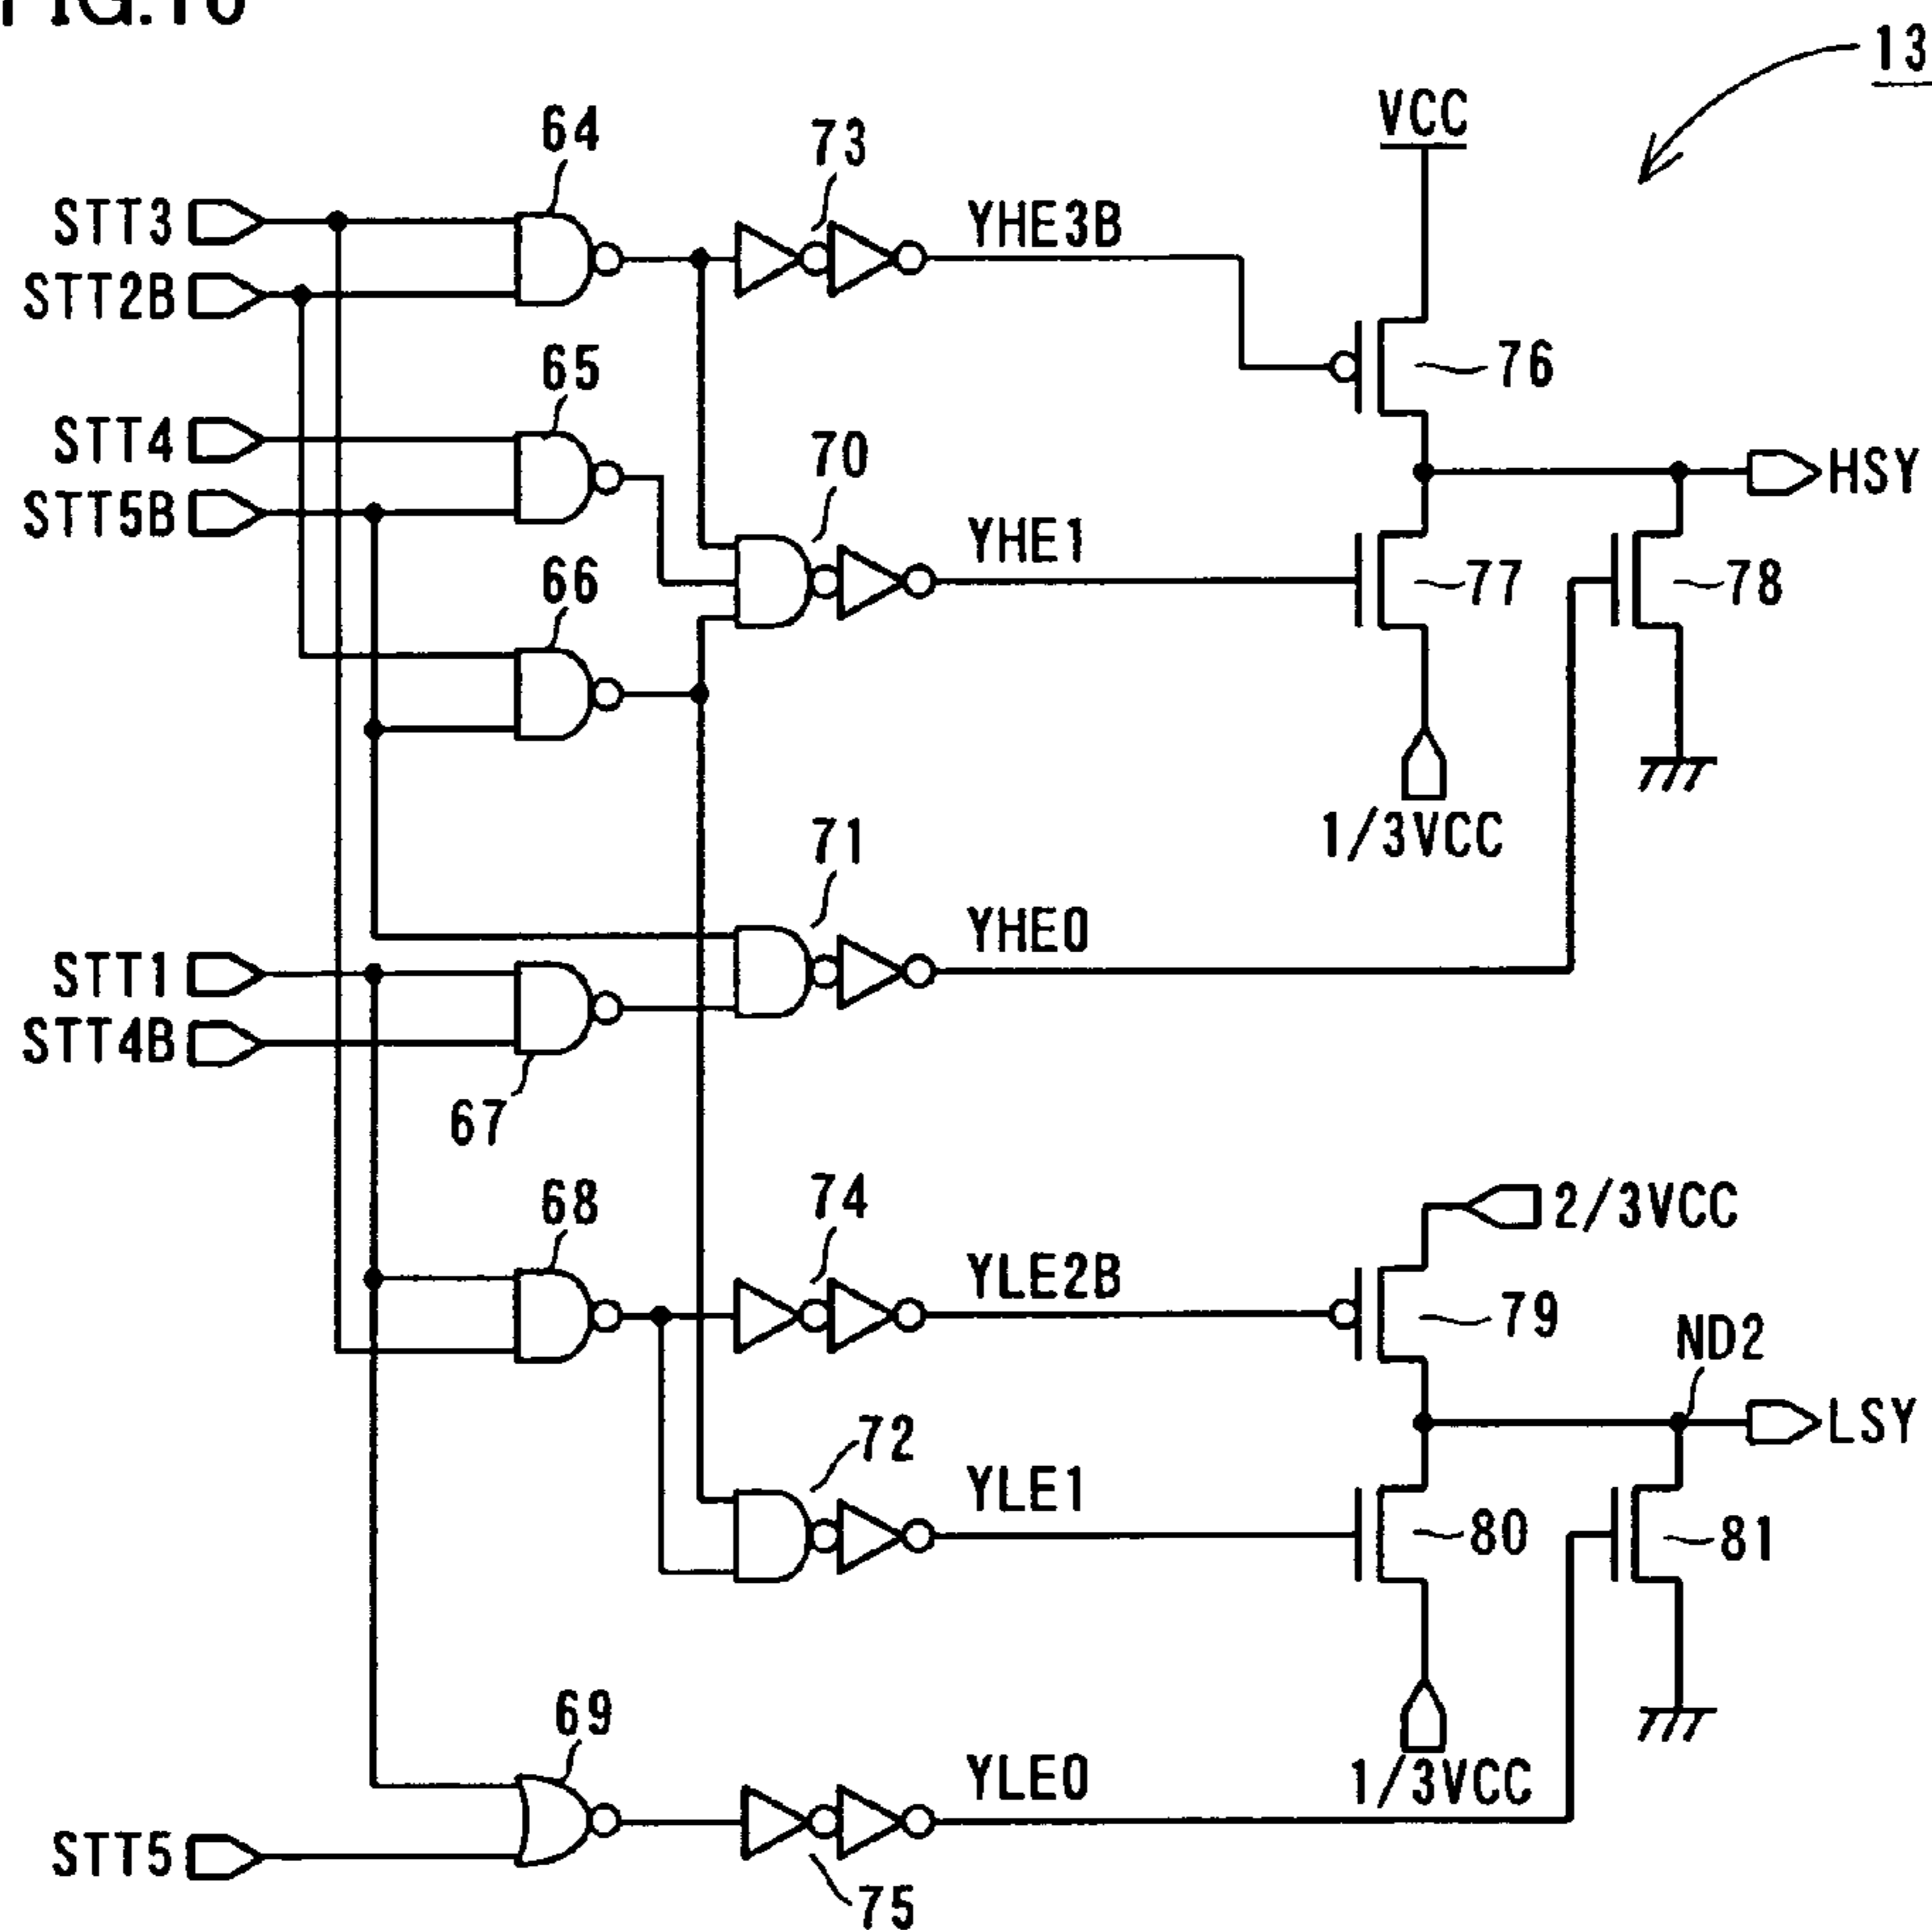 13
VCC
64
73
STT3
YHE3B
STT2B
65
76
STT4
70
HSY
STT5B
YHE1
66
77
78
1/3VCC
71
YHE0
STT1
STT4B
67
68
74
2/3VCC
YLE2B
79
ND2
72
LSY
YLE1
80
81
69
YLE0
1/3VCC
STT5
75